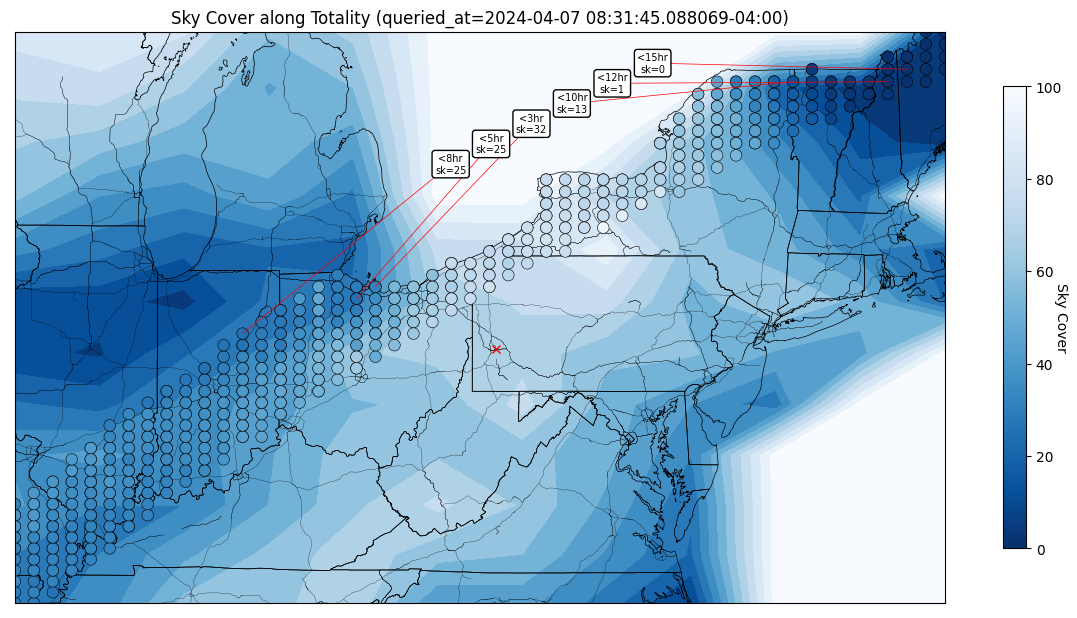 Sky Cover along Totality (queried_at=2024-04-07 08:31:45.088069-04:00)
<15hr
sk=0
<12hr
sk=1
<10hr
sk=13
<3hr
sk=32
<5hr
sk=25
<8hr
sk=25
100
80
60
40
20
0
Sky Cover